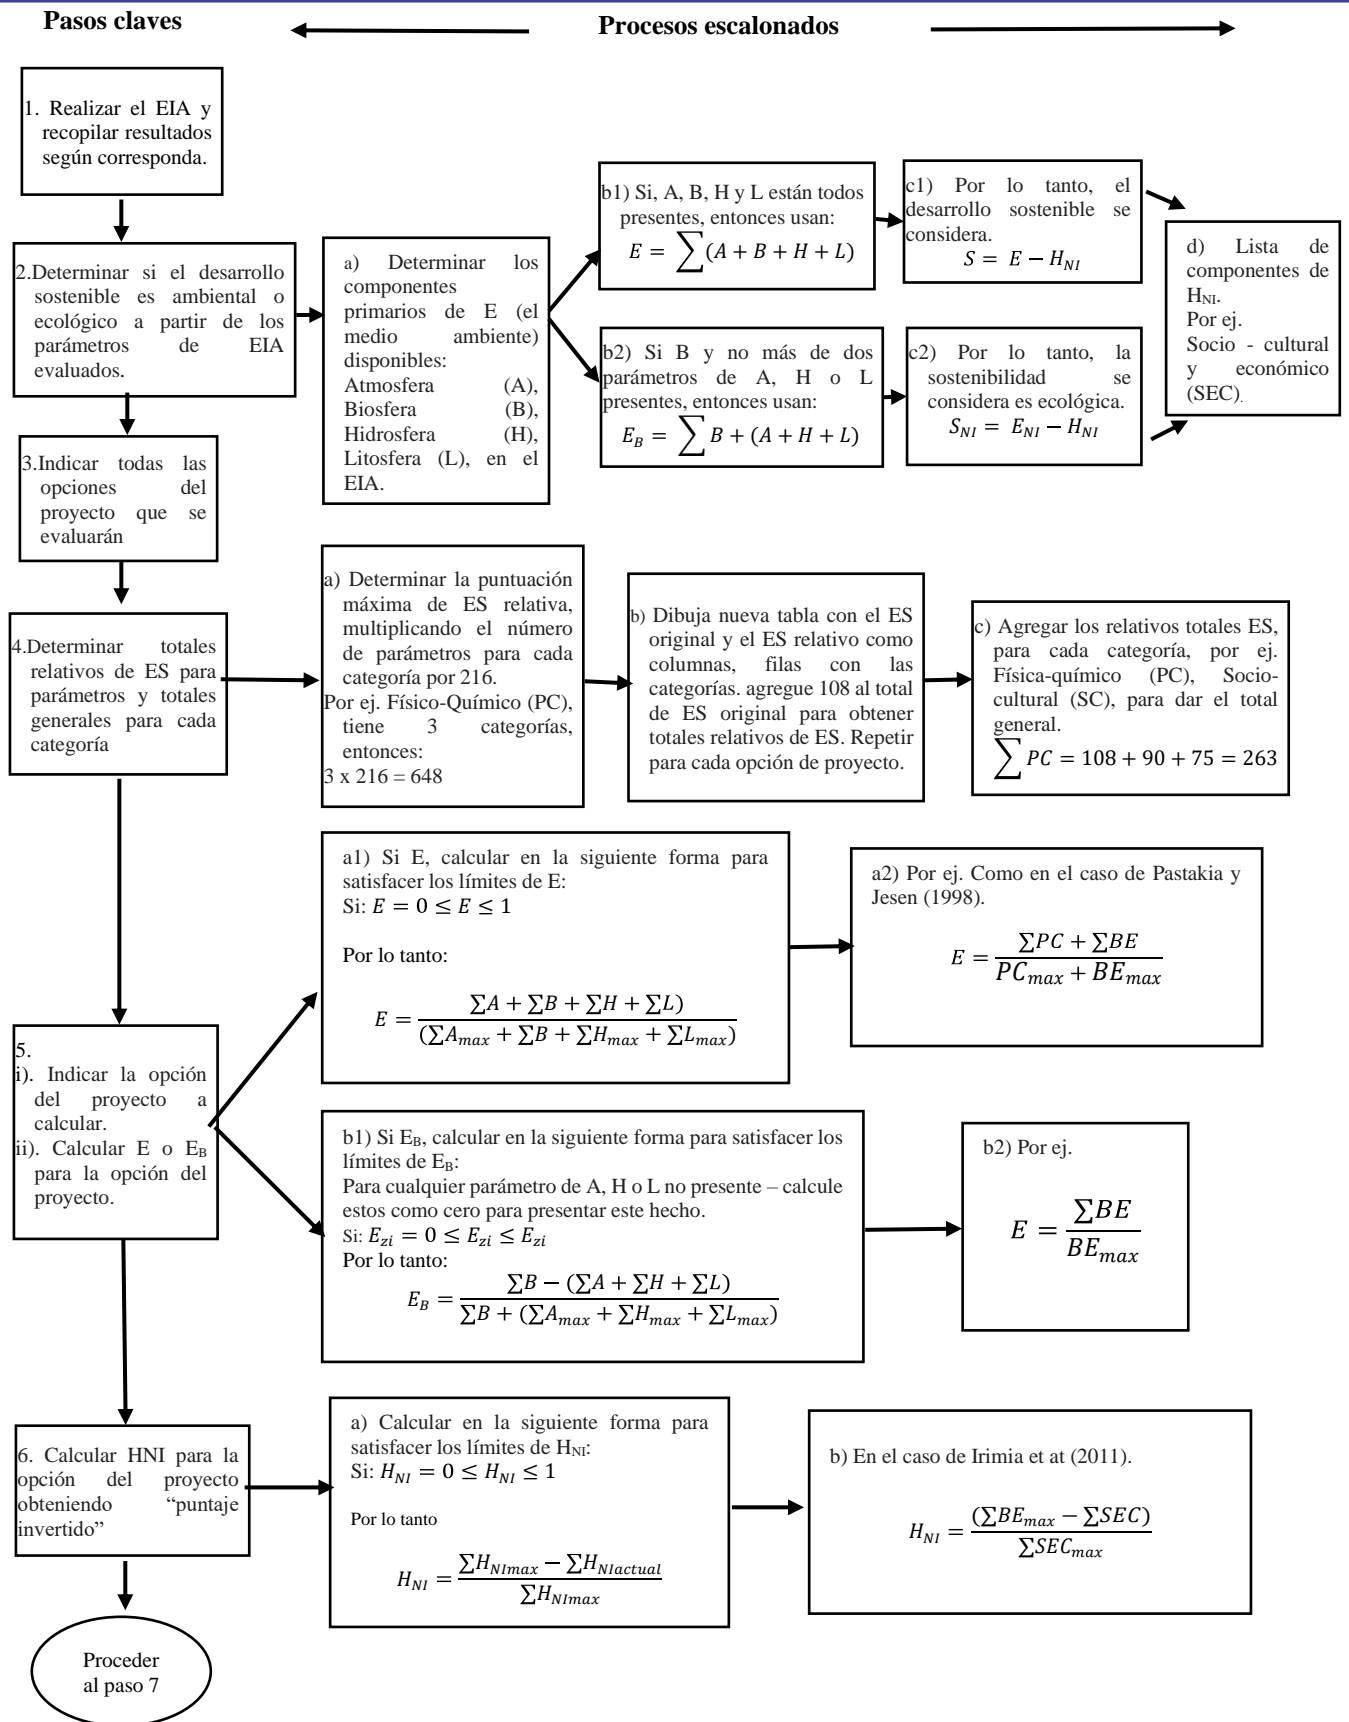 Pasos claves
Procesos escalonados
1. Realizar el EIA y
recopilar resultados
según corresponda.
2.Determinar si el desarrollo
sostenible es ambiental o
ecológico a partir de los
parámetros de EIA
evaluados.
a) Determinar los
componentes
primarios de E (el
medio ambiente)
disponibles:
Atmosfera (A),
Biosfera (B),
Hidrosfera (H),
Litosfera (L), en el
EIA.
b1) Si, A, B, H y L están todos
presentes, entonces usan:
E = ∑(A + B + H + L)
b2) Si B y no más de dos
parámetros de A, H o L
presentes, entonces usan:
E_B = ∑ B + (A + H + L)
c1) Por lo tanto, el
desarrollo sostenible se
considera.
S = E − H_NI
c2) Por lo tanto, la
sostenibilidad se
considera es ecológica.
S_NI = E_NI − H_NI
d) Lista de
componentes de
H_NI.
Por ej.
Socio - cultural
y económico
(SEC).
3.Indicar todas las
opciones del
proyecto que se
evaluarán
4.Determinar totales
relativos de ES para
parámetros y totales
generales para cada
categoría
a) Determinar la puntuación
máxima de ES relativa,
multiplicando el número
de parámetros para cada
categoría por 216.
Por ej. Físico-Químico (PC),
tiene 3 categorías,
entonces:
3 x 216 = 648
b) Dibuja nueva tabla con el ES
original y el ES relativo como
columnas, filas con las
categorías. agregue 108 al total
de ES original para obtener
totales relativos de ES. Repetir
para cada opción de proyecto.
c) Agregar los relativos totales ES,
para cada categoría, por ej.
Física-químico (PC), Socio-
cultural (SC), para dar el total
general.
∑ PC = 108 + 90 + 75 = 263
5.
i). Indicar la opción
del proyecto a
calcular.
ii). Calcular E o E_B
para la opción del
proyecto.
a1) Si E, calcular en la siguiente forma para
satisfacer los límites de E:
Si: E = 0 ≤ E ≤ 1
Por lo tanto:
E = ∑A + ∑B + ∑H + ∑L) / (∑A_max + ∑B + ∑H_max + ∑L_max)
a2) Por ej. Como en el caso de Pastakia y
Jesen (1998).
E = ∑PC + ∑BE / PC_max + BE_max
b1) Si E_B, calcular en la siguiente forma para satisfacer los
límites de E_B:
Para cualquier parámetro de A, H o L no presente – calcule
estos como cero para presentar este hecho.
Si: E_zi = 0 ≤ E_zi ≤ E_zi
Por lo tanto:
E_B = ∑B − (∑A + ∑H + ∑L) / ∑B + (∑A_max + ∑H_max + ∑L_max)
b2) Por ej.
E = ∑BE / BE_max
6. Calcular HNI para la
opción del proyecto
obteniendo “puntaje
invertido”
a) Calcular en la siguiente forma para
satisfacer los límites de H_NI:
Si: H_NI = 0 ≤ H_NI ≤ 1
Por lo tanto
H_NI = ∑H_NImax − ∑H_NIactual / ∑H_NImax
b) En el caso de Irimia et at (2011).
H_NI = (∑BE_max − ∑SEC) / ∑SEC_max
Proceder
al paso 7